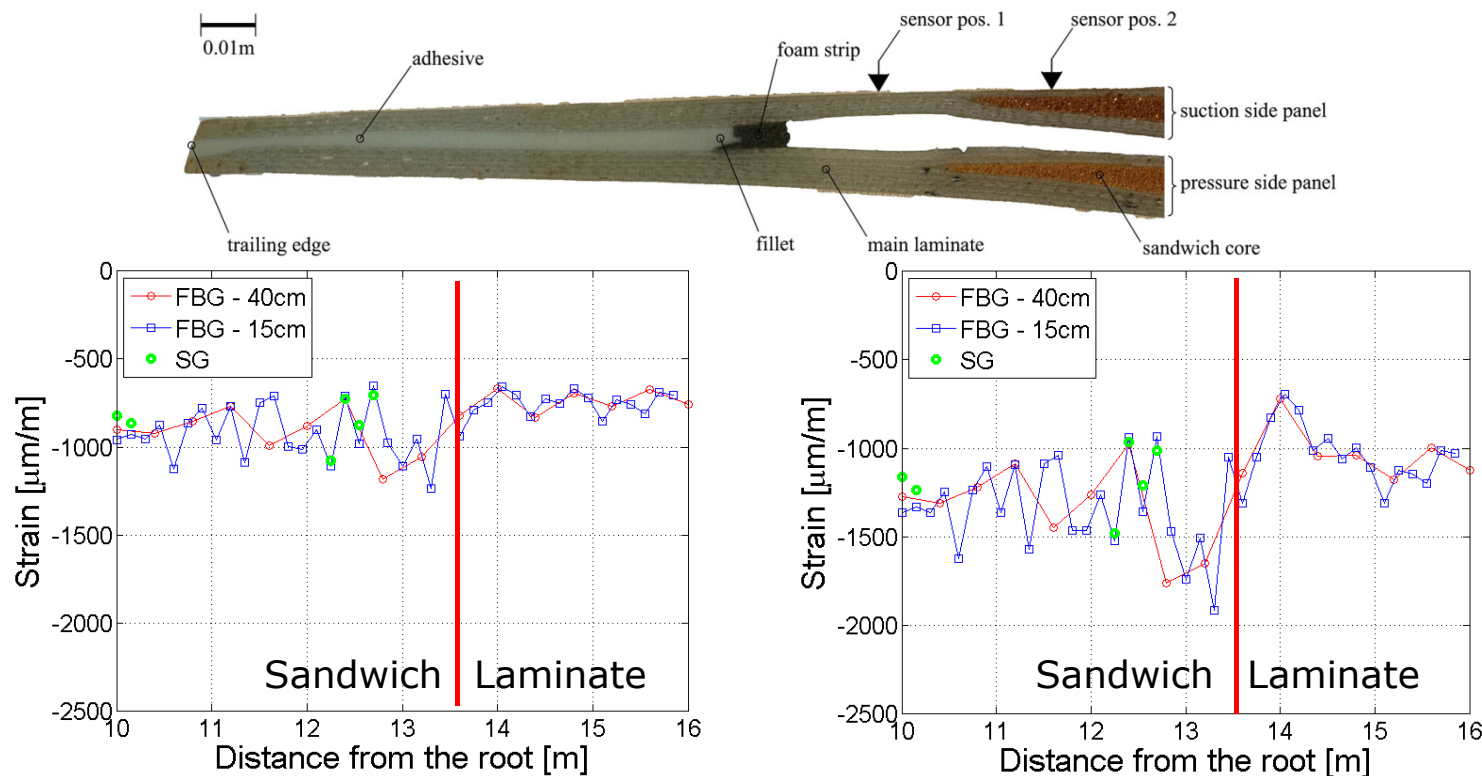 0.01m
adhesive
foam strip
sensor pos. 1
sensor pos. 2
suction side panel
pressure side panel
trailing edge
fillet
main laminate
sandwich core
FBG - 40cm
FBG - 15cm
SG
0
-500
-1000
-1500
-2000
-2500
Strain [μm/m]
Sandwich
Laminate
10
11
12
13
14
15
16
Distance from the root [m]
FBG - 40cm
FBG - 15cm
SG
0
-500
-1000
-1500
-2000
-2500
Strain [μm/m]
Sandwich
Laminate
10
11
12
13
14
15
16
Distance from the root [m]